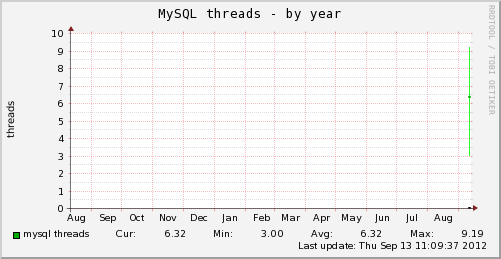 MySQL threads - by year
RRDTOOL / TOBI OETIKER
threads
10
9
8
7
6
5
4
3
2
1
0
Aug Sep Oct Nov Dec Jan Feb Mar Apr May Jun Jul Aug
mysql threads Cur: 6.32 Min: 3.00 Avg: 6.32 Max: 9.19
Last update: Thu Sep 13 11:09:37 2012